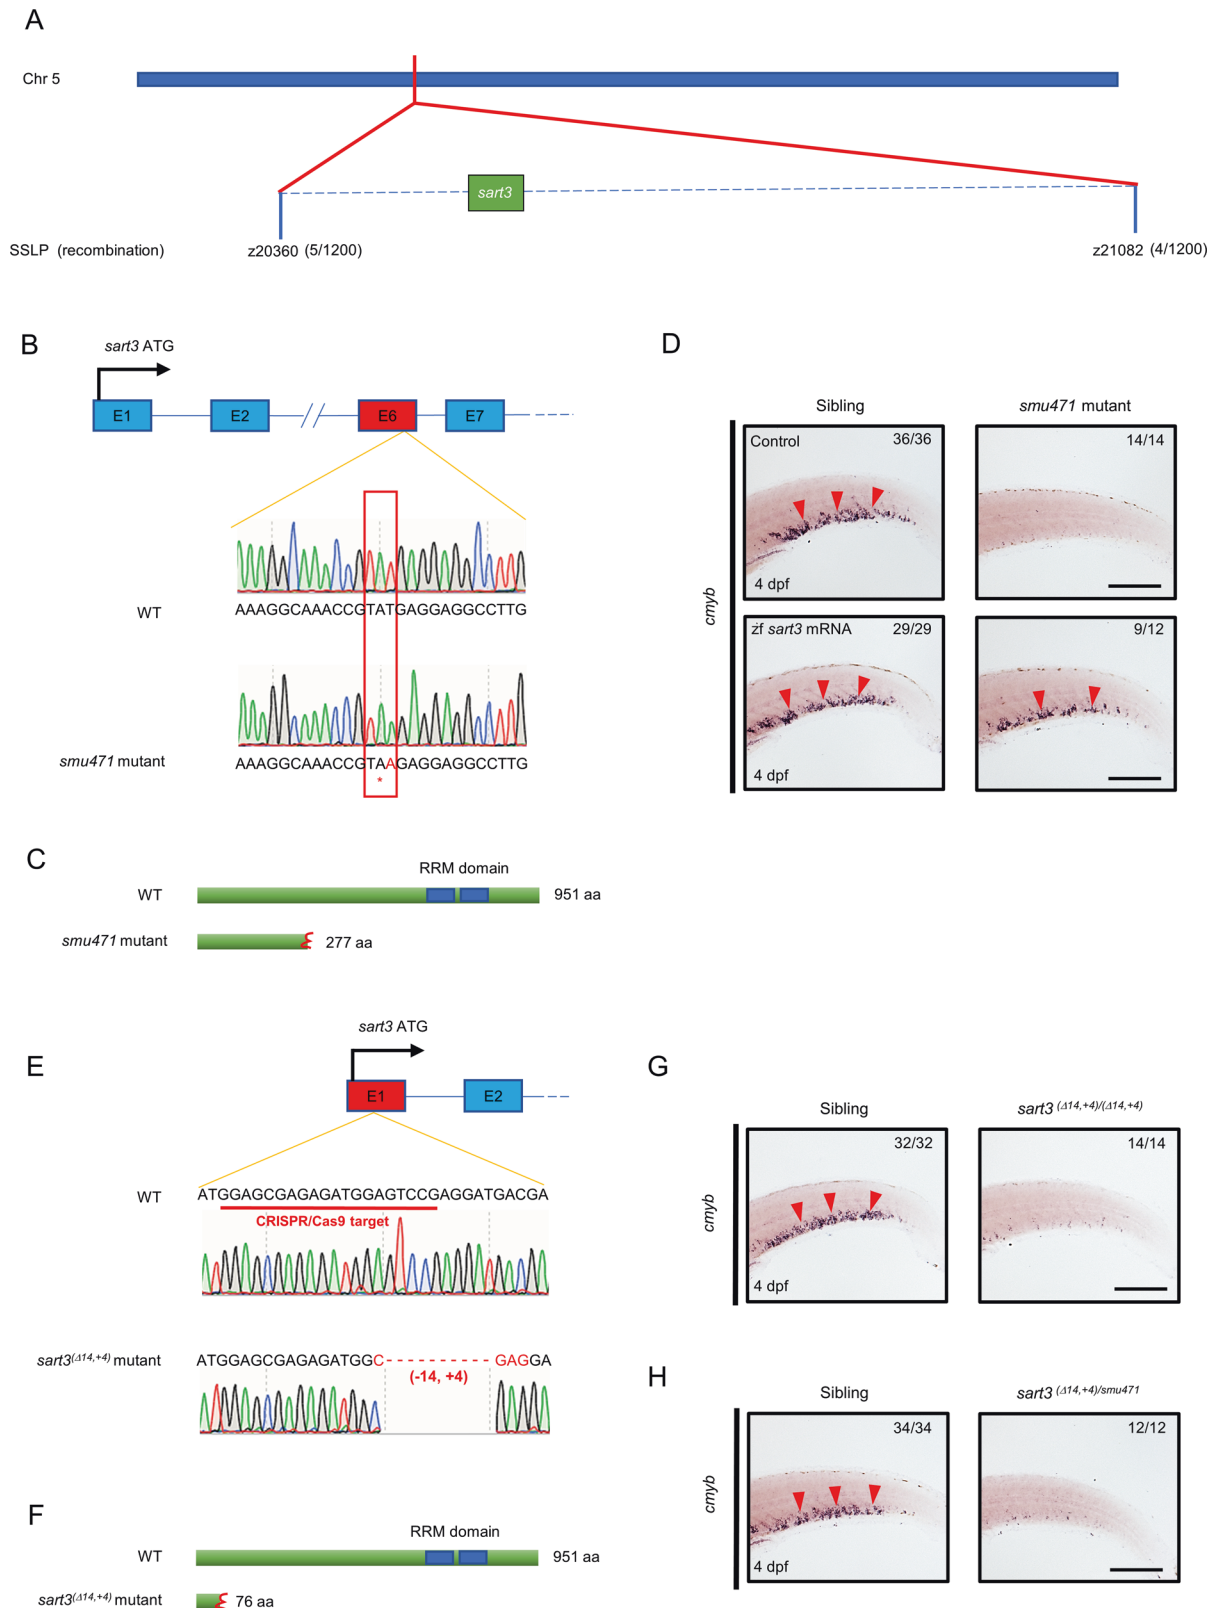 A
Chr 5
sart3
SSLP (recombination)
z20360 (5/1200)
z21082 (4/1200)
B
sart3 ATG
E1
E2
E6
E7
WT
AAAGGCAAACCGTATGAGGAGGCCTTG
smu471 mutant
AAAGGCAAACCGTAAGAGGAGGCCTTG
*
C
RRM domain
WT
951 aa
smu471 mutant
277 aa
D
Sibling
smu471 mutant
cmyb
Control
36/36
4 dpf
14/14
zf sart3 mRNA
29/29
4 dpf
9/12
E
sart3 ATG
E1
E2
WT
ATGGAGCGAGAGATGGAGTCCGAGGATGACGA
CRISPR/Cas9 target
sart3(Δ14,+4) mutant
ATGGAGCGAGAGATGGC-----------GAGGA
(-14, +4)
F
RRM domain
WT
951 aa
sart3(Δ14,+4) mutant
76 aa
G
Sibling
sart3 (Δ14,+4)/(Δ14,+4)
cmyb
32/32
4 dpf
14/14
H
Sibling
sart3 (Δ14,+4)/smu471
cmyb
34/34
4 dpf
12/12